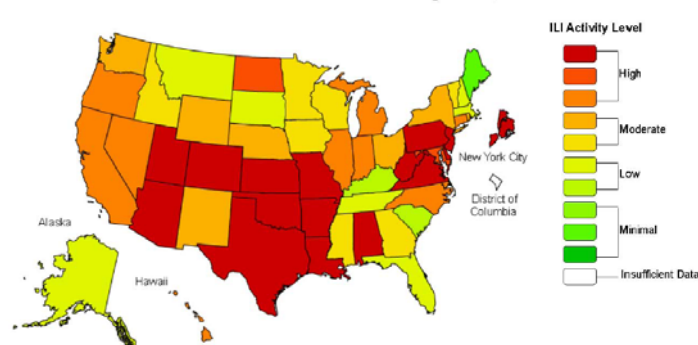 ILI Activity Level
High
Moderate
Low
Minimal
Insufficient Data
New York City
District of
Columbia
Alaska
Hawaii